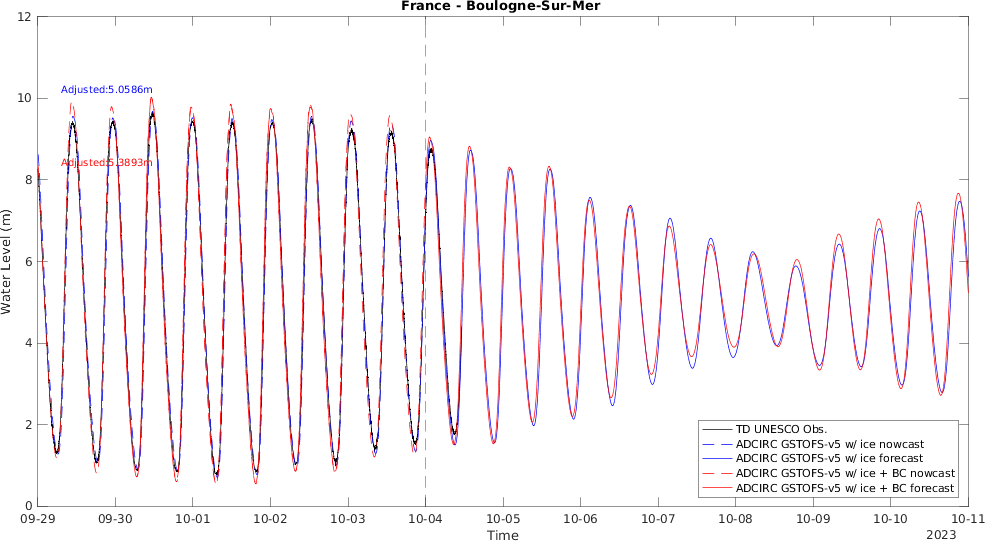 France - Boulogne-Sur-Mer
12
10
8
6
4
2
0
Water Level (m)
Adjusted:5.0586m
Adjusted:5.3893m
TD UNESCO Obs.
ADCIRC GSTOFS-v5 w/ ice nowcast
ADCIRC GSTOFS-v5 w/ ice forecast
ADCIRC GSTOFS-v5 w/ ice + BC nowcast
ADCIRC GSTOFS-v5 w/ ice + BC forecast
09-29 09-30 10-01 10-02 10-03 10-04 10-05 10-06 10-07 10-08 10-09 10-10 10-11
Time
2023